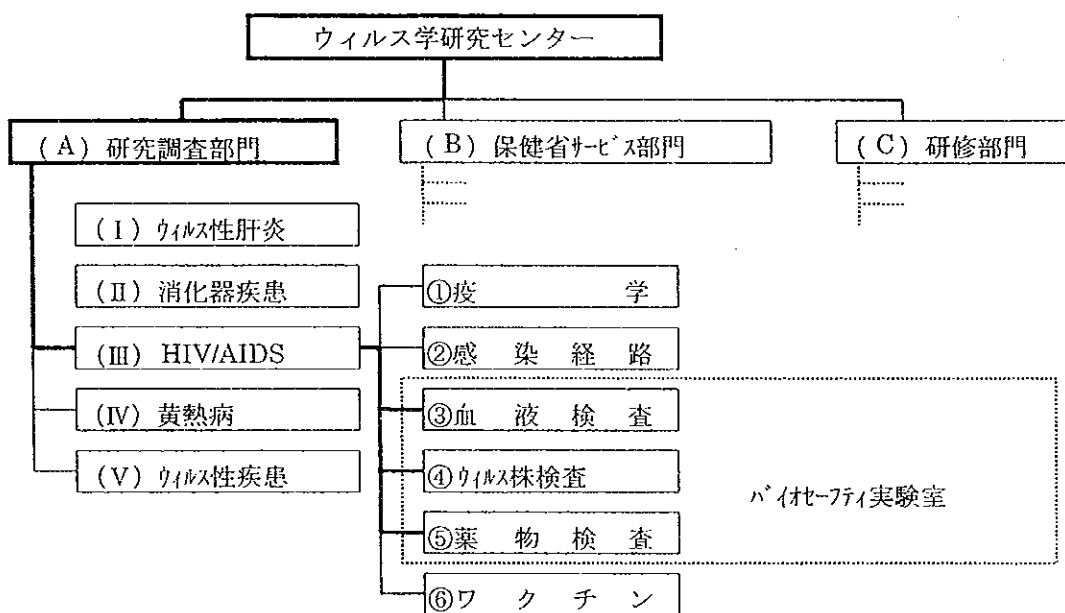 ウィルス学研究センター
(A) 研究調査部門
(B) 保健省ｻｰﾋﾞｽ部門
(C) 研修部門
(Ⅰ) ｳｨﾙｽ性肝炎
(Ⅱ) 消化器疾患
(Ⅲ) HIV/AIDS
(Ⅳ) 黄熱病
(Ⅴ) ｳｨﾙｽ性疾患
①疫学
②感染経路
③血液検査
④ｳｨﾙｽ株検査
⑤薬物検査
⑥ワクチン
ﾊﾞｲｵｾｰﾌﾃｨ実験室